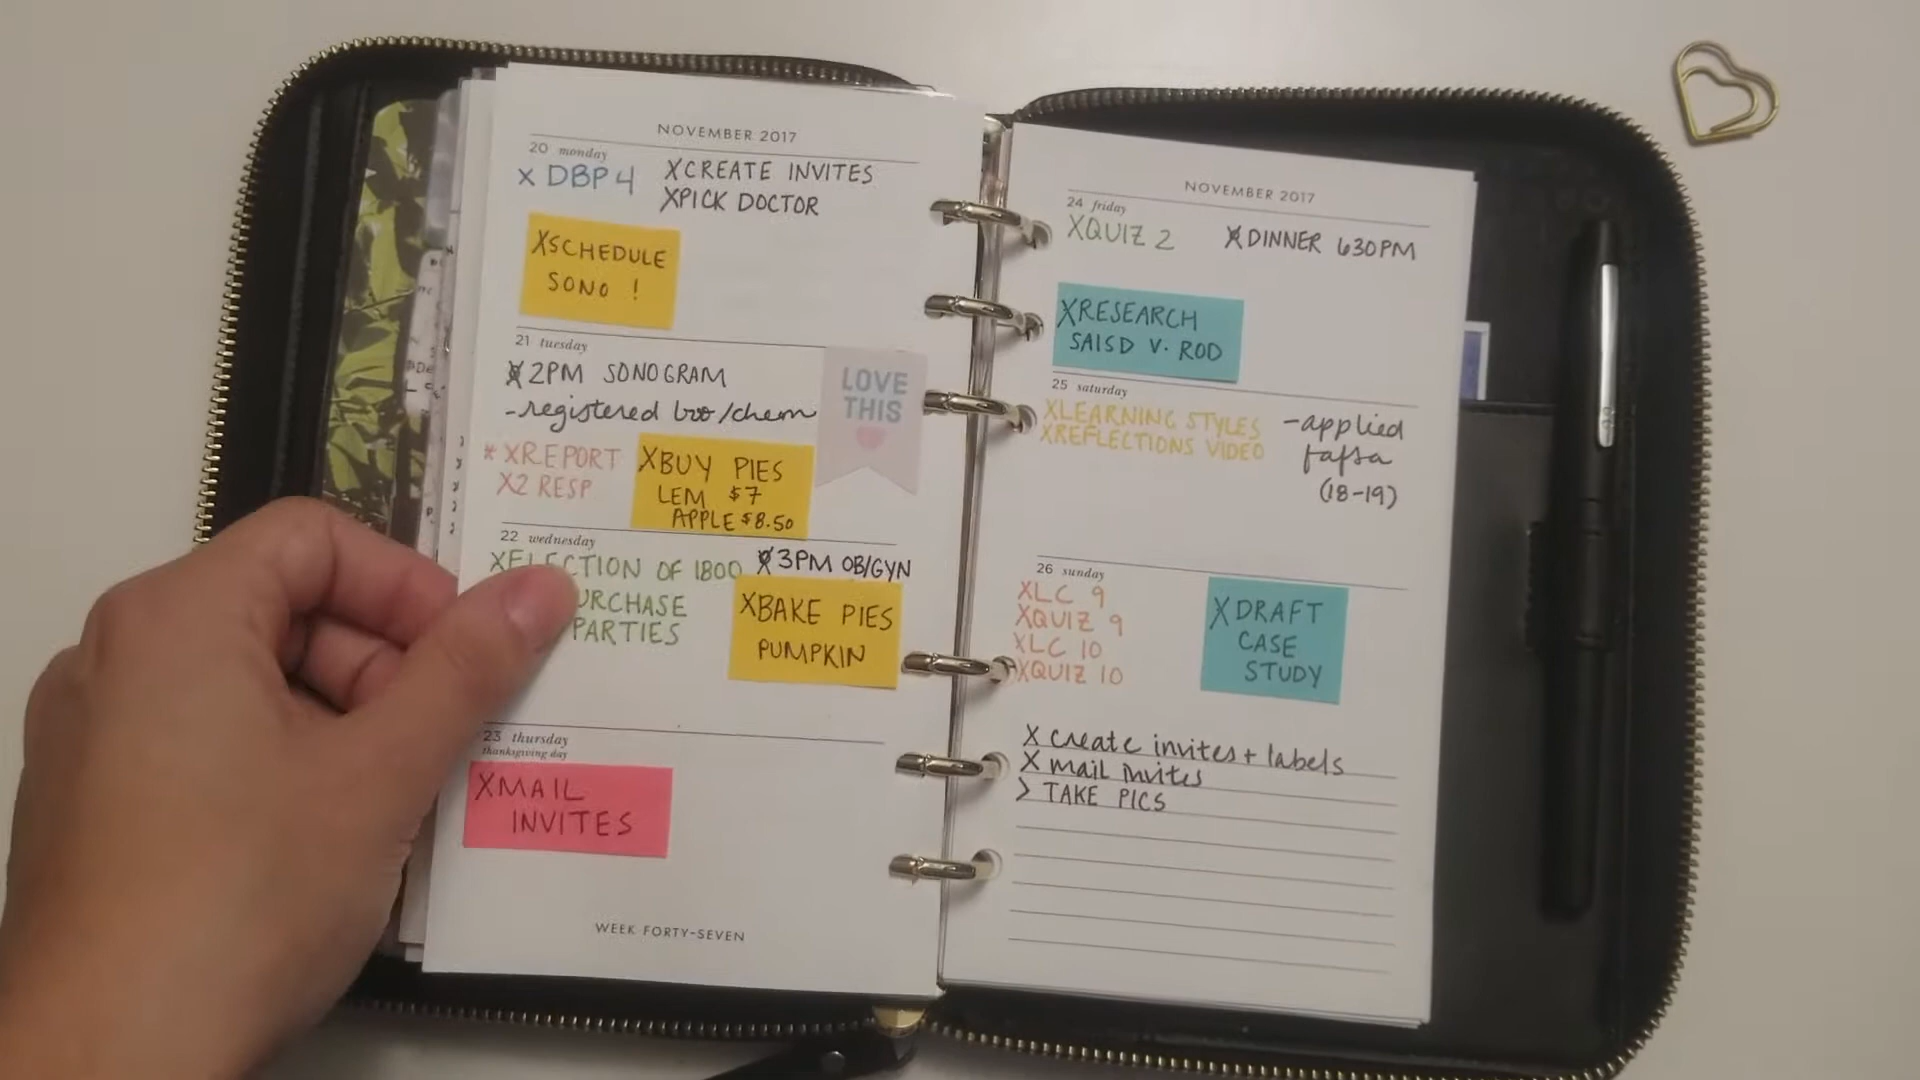 NOVEMBER 2017
20 monday
X DBP 4
XCREATE INVITES
XPICK DOCTOR
XSCHEDULE
SONO !
21 tuesday
X 2PM SONOGRAM
-registered bio/chem
LOVE
THIS
* XREPORT
X2 RESP
XBUY PIES
LEM $7
APPLE $8.50
22 wednesday
XELECTION OF 1800
X3PM OB/GYN
PARTIES
XBAKE PIES
PUMPKIN
23 thursday
thanksgiving day
XMAIL
INVITES
WEEK FORTY-SEVEN
NOVEMBER 2017
24 friday
XQUIZ 2
XDINNER 630PM
XRESEARCH
SAISD V. ROD
25 saturday
XLEARNING STYLES
XREFLECTIONS VIDEO
-applied
fafsa
(18-19)
26 sunday
XLC 9
XQUIZ 9
XLC 10
XQUIZ 10
XDRAFT
CASE
STUDY
X create invites + labels
X mail invites
> TAKE PICS